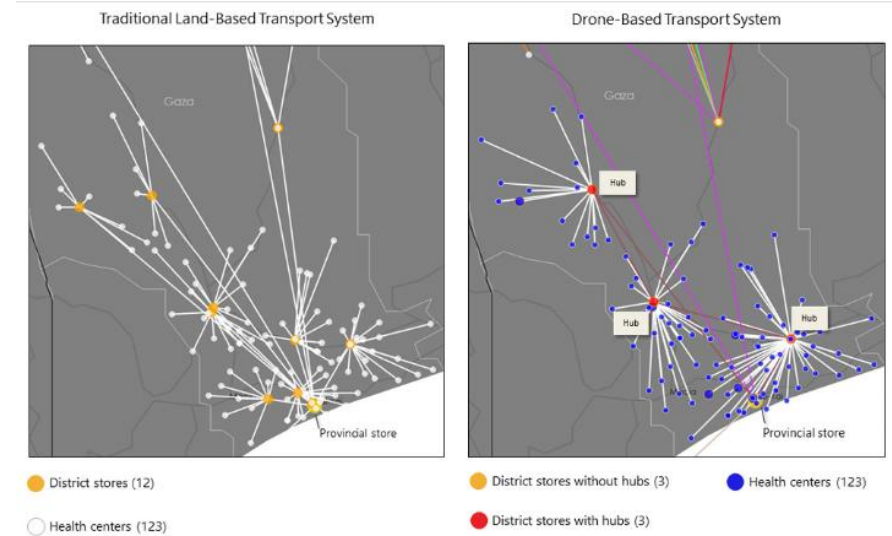 Traditional Land-Based Transport System
Drone-Based Transport System
Gaza
Gaza
Hub
Hub
Hub
Provincial store
Provincial store
District stores (12)
Health centers (123)
District stores without hubs (3)
Health centers (123)
District stores with hubs (3)